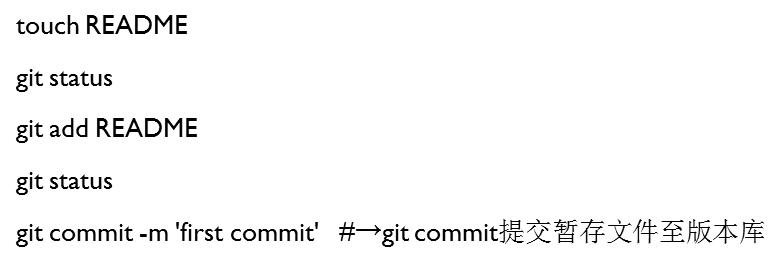 touch README
git status
git add README
git status
git commit -m 'first commit'   #→git commit提交暂存文件至版本库